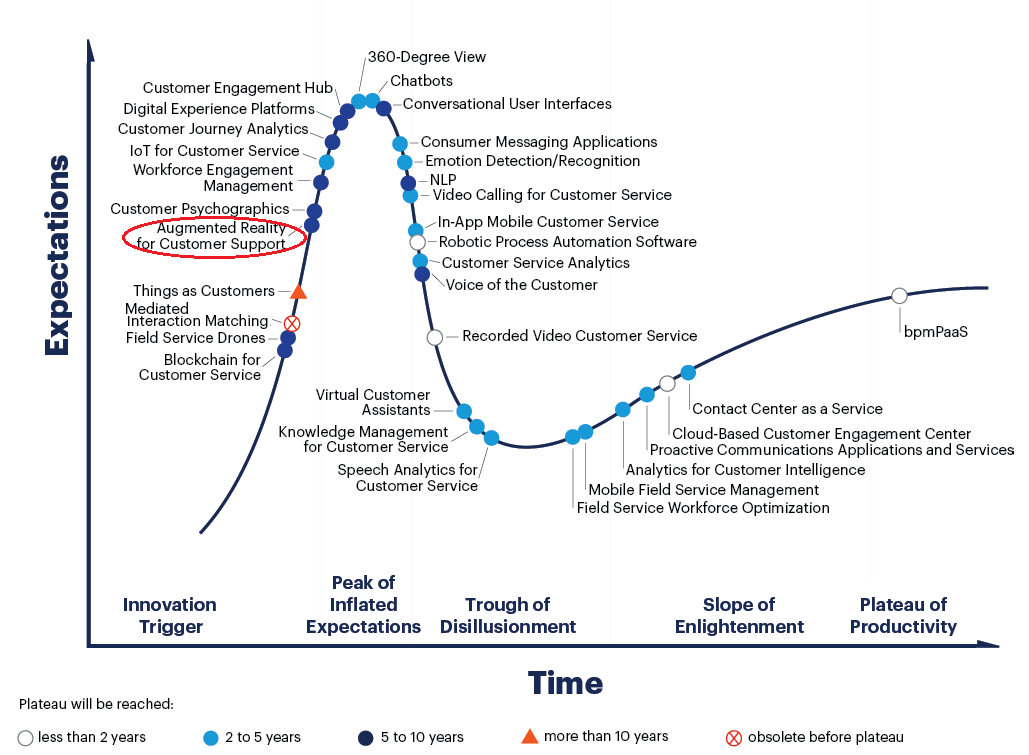 360-Degree View
Chatbots
Customer Engagement Hub
Conversational User Interfaces
Digital Experience Platforms
Customer Journey Analytics
Consumer Messaging Applications
IoT for Customer Service
Emotion Detection/Recognition
Workforce Engagement
Management
NLP
Video Calling for Customer Service
Customer Psychographics
In-App Mobile Customer Service
Augmented Reality
for Customer Support
Robotic Process Automation Software
Customer Service Analytics
Voice of the Customer
Things as Customers
Mediated
Interaction Matching
Field Service Drones
Recorded Video Customer Service
bpmPaaS
Blockchain for
Customer Service
Virtual Customer
Assistants
Contact Center as a Service
Knowledge Management
for Customer Service
Cloud-Based Customer Engagement Center
Proactive Communications Applications and Services
Speech Analytics for
Customer Service
Analytics for Customer Intelligence
Mobile Field Service Management
Field Service Workforce Optimization
Expectations
Innovation
Trigger
Peak of
Inflated
Expectations
Trough of
Disillusionment
Slope of
Enlightenment
Plateau of
Productivity
Time
Plateau will be reached:
less than 2 years
2 to 5 years
5 to 10 years
more than 10 years
obsolete before plateau